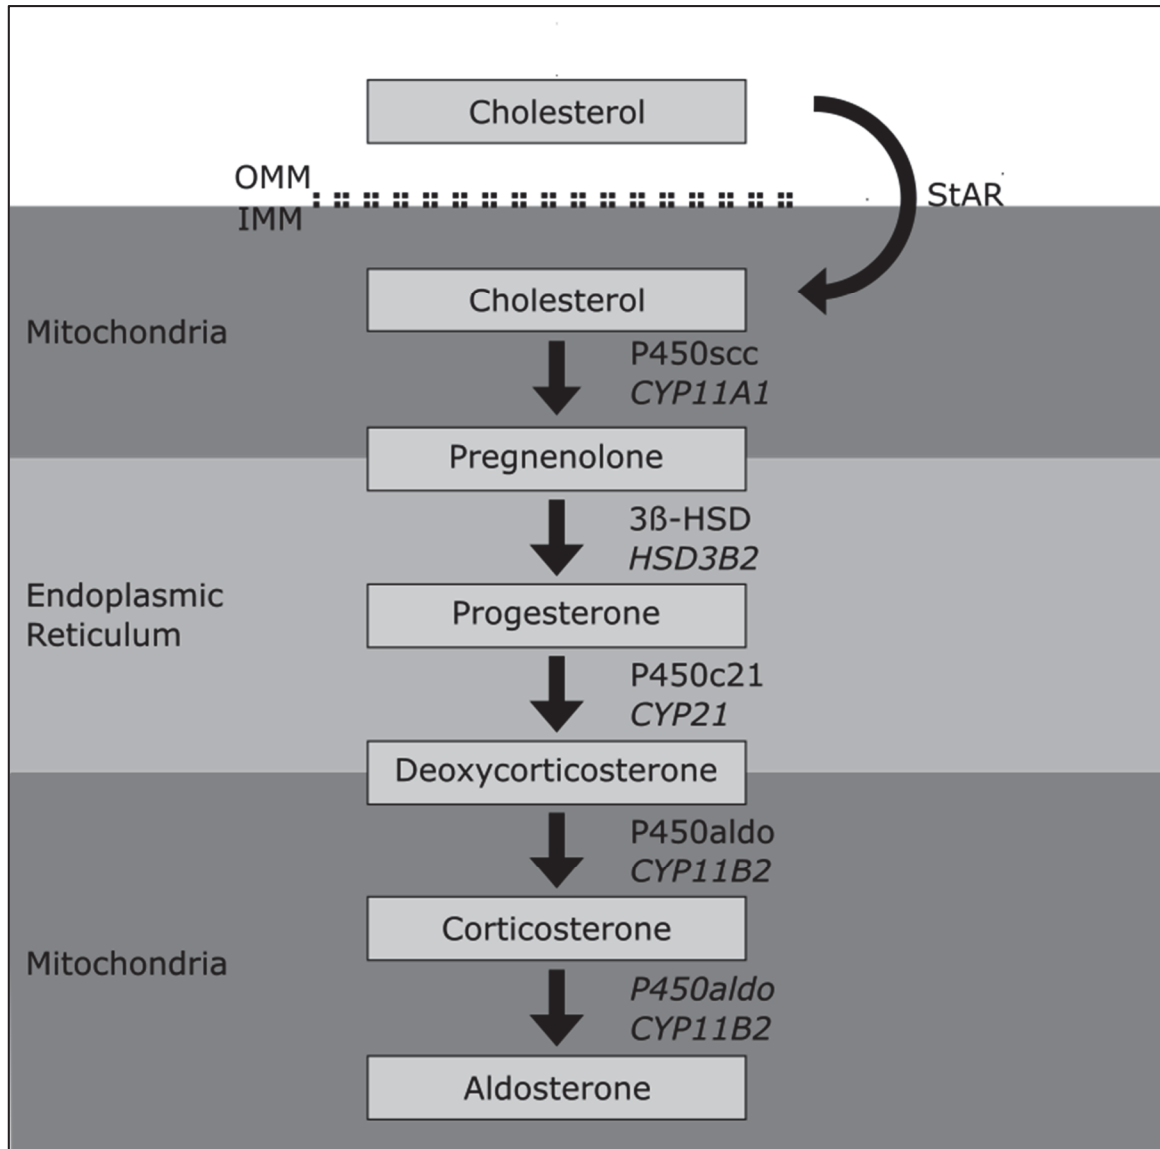 Cholesterol
OMM
StAR
IMM
Cholesterol
Mitochondria
P450scc
CYP11A1
Pregnenolone
3ß-HSD
HSD3B2
Endoplasmic
Reticulum
Progesterone
P450c21
CYP21
Deoxycorticosterone
P450aldo
CYP11B2
Corticosterone
Mitochondria
P450aldo
CYP11B2
Aldosterone